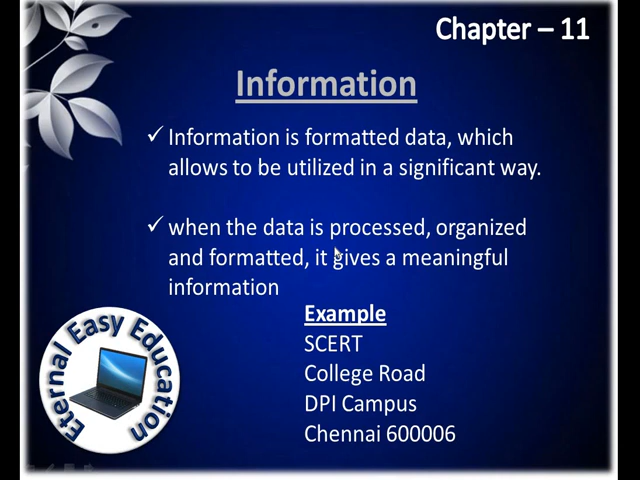 Chapter – 11
Information
✓ Information is formatted data, which
allows to be utilized in a significant way.
✓ when the data is processed, organized
and formatted, it gives a meaningful
information
Example
SCERT
College Road
DPI Campus
Chennai 600006
Eternal Easy Education